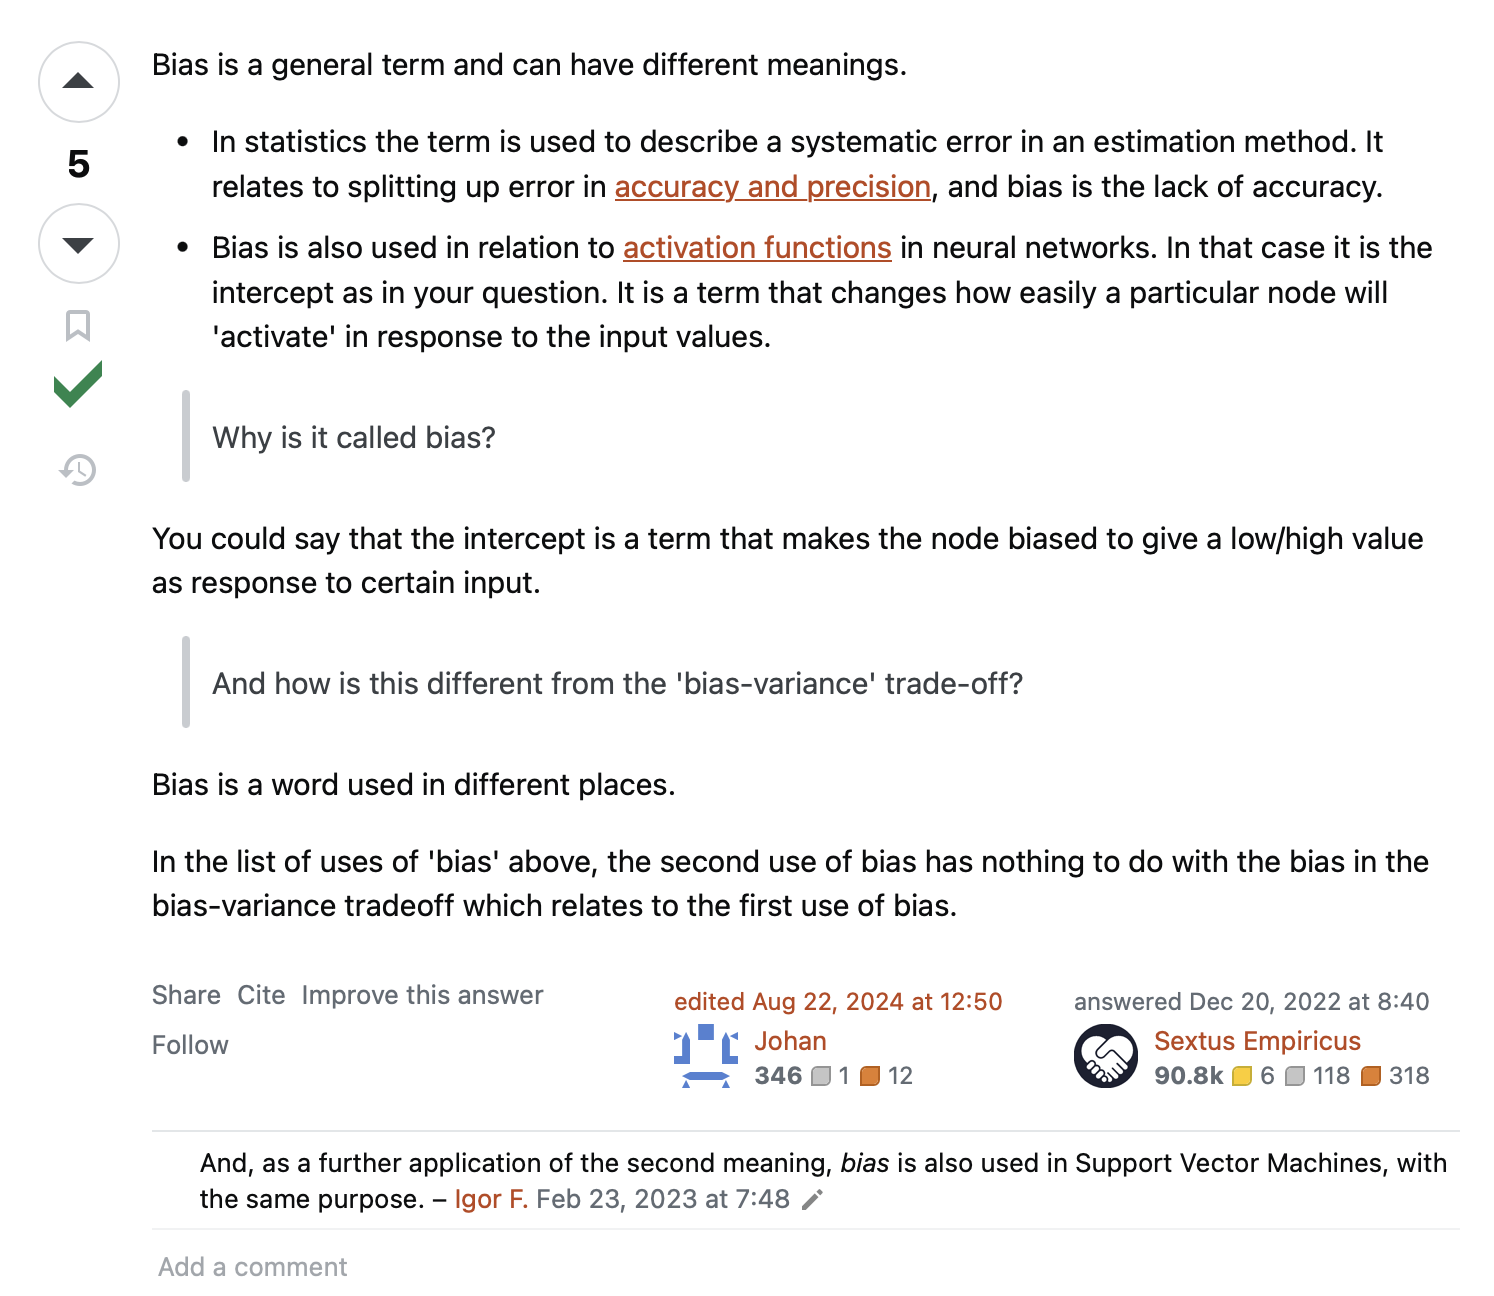 Bias is a general term and can have different meanings.
5
• In statistics the term is used to describe a systematic error in an estimation method. It
relates to splitting up error in accuracy and precision, and bias is the lack of accuracy.
• Bias is also used in relation to activation functions in neural networks. In that case it is the
intercept as in your question. It is a term that changes how easily a particular node will
'activate' in response to the input values.
Why is it called bias?
You could say that the intercept is a term that makes the node biased to give a low/high value
as response to certain input.
And how is this different from the 'bias-variance' trade-off?
Bias is a word used in different places.
In the list of uses of 'bias' above, the second use of bias has nothing to do with the bias in the
bias-variance tradeoff which relates to the first use of bias.
Share Cite Improve this answer
Follow
edited Aug 22, 2024 at 12:50
Johan
346 1 12
answered Dec 20, 2022 at 8:40
Sextus Empiricus
90.8k 6 118 318
And, as a further application of the second meaning, bias is also used in Support Vector Machines, with
the same purpose. – Igor F. Feb 23, 2023 at 7:48
Add a comment